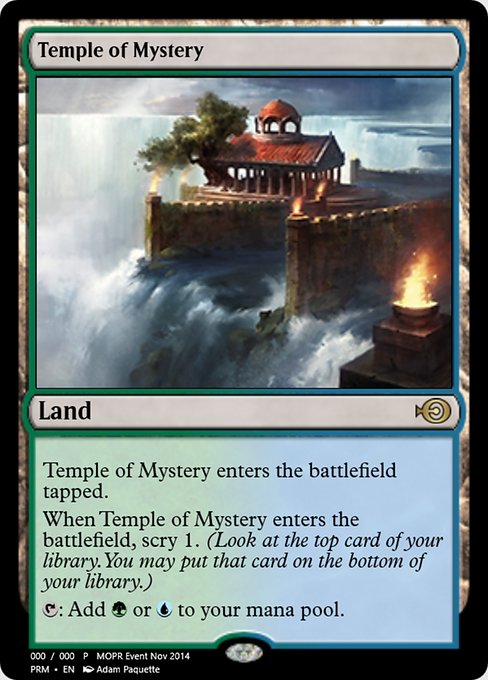 Temple of Mystery
Land
Temple of Mystery enters the battlefield
tapped.
When Temple of Mystery enters the
battlefield, scry 1. (Look at the top card of your
library. You may put that card on the bottom of
your library.)
: Add or to your mana pool.
000 / 000 P MOPR Event Nov 2014
PRM • EN Adam Paquette